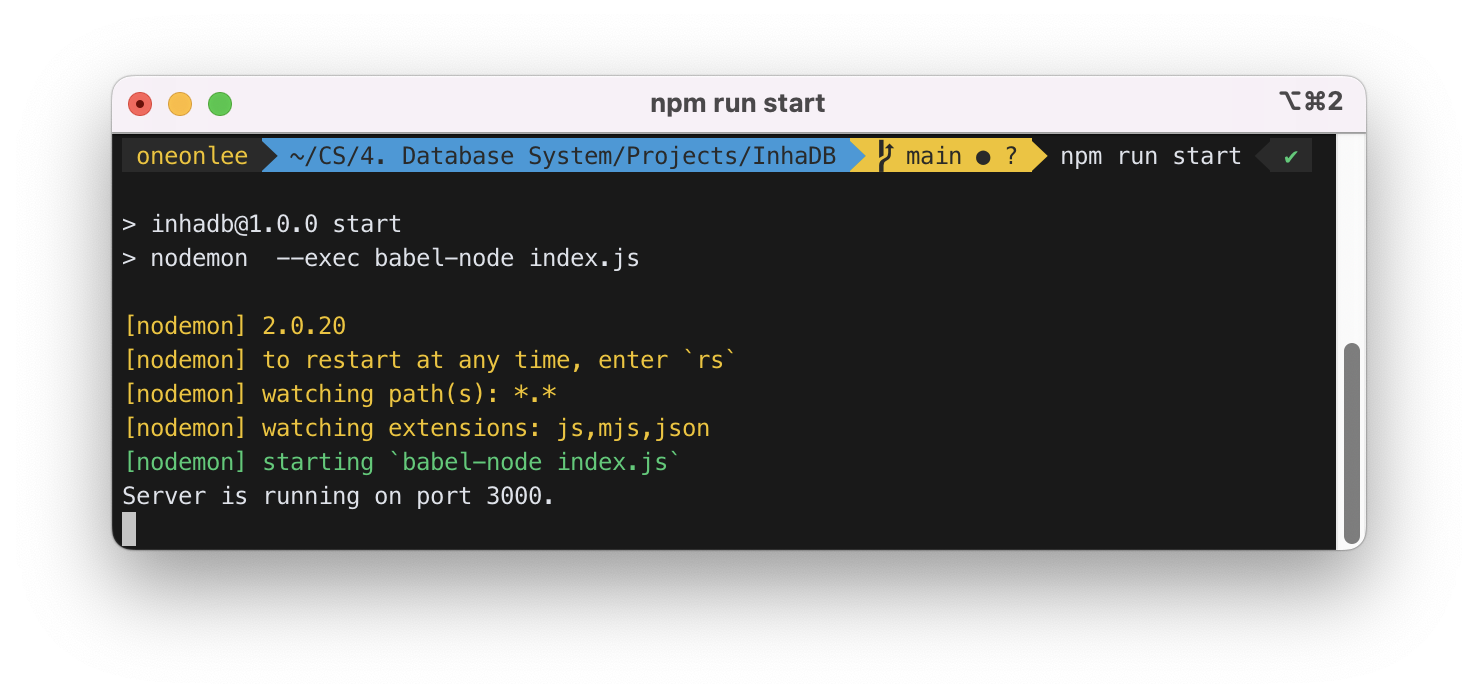 npm run start
⌥⌘2
oneonlee ~/CS/4. Database System/Projects/InhaDB main ● ? npm run start ✔
> inhadb@1.0.0 start
> nodemon  --exec babel-node index.js
[nodemon] 2.0.20
[nodemon] to restart at any time, enter `rs`
[nodemon] watching path(s): *.*
[nodemon] watching extensions: js,mjs,json
[nodemon] starting `babel-node index.js`
Server is running on port 3000.